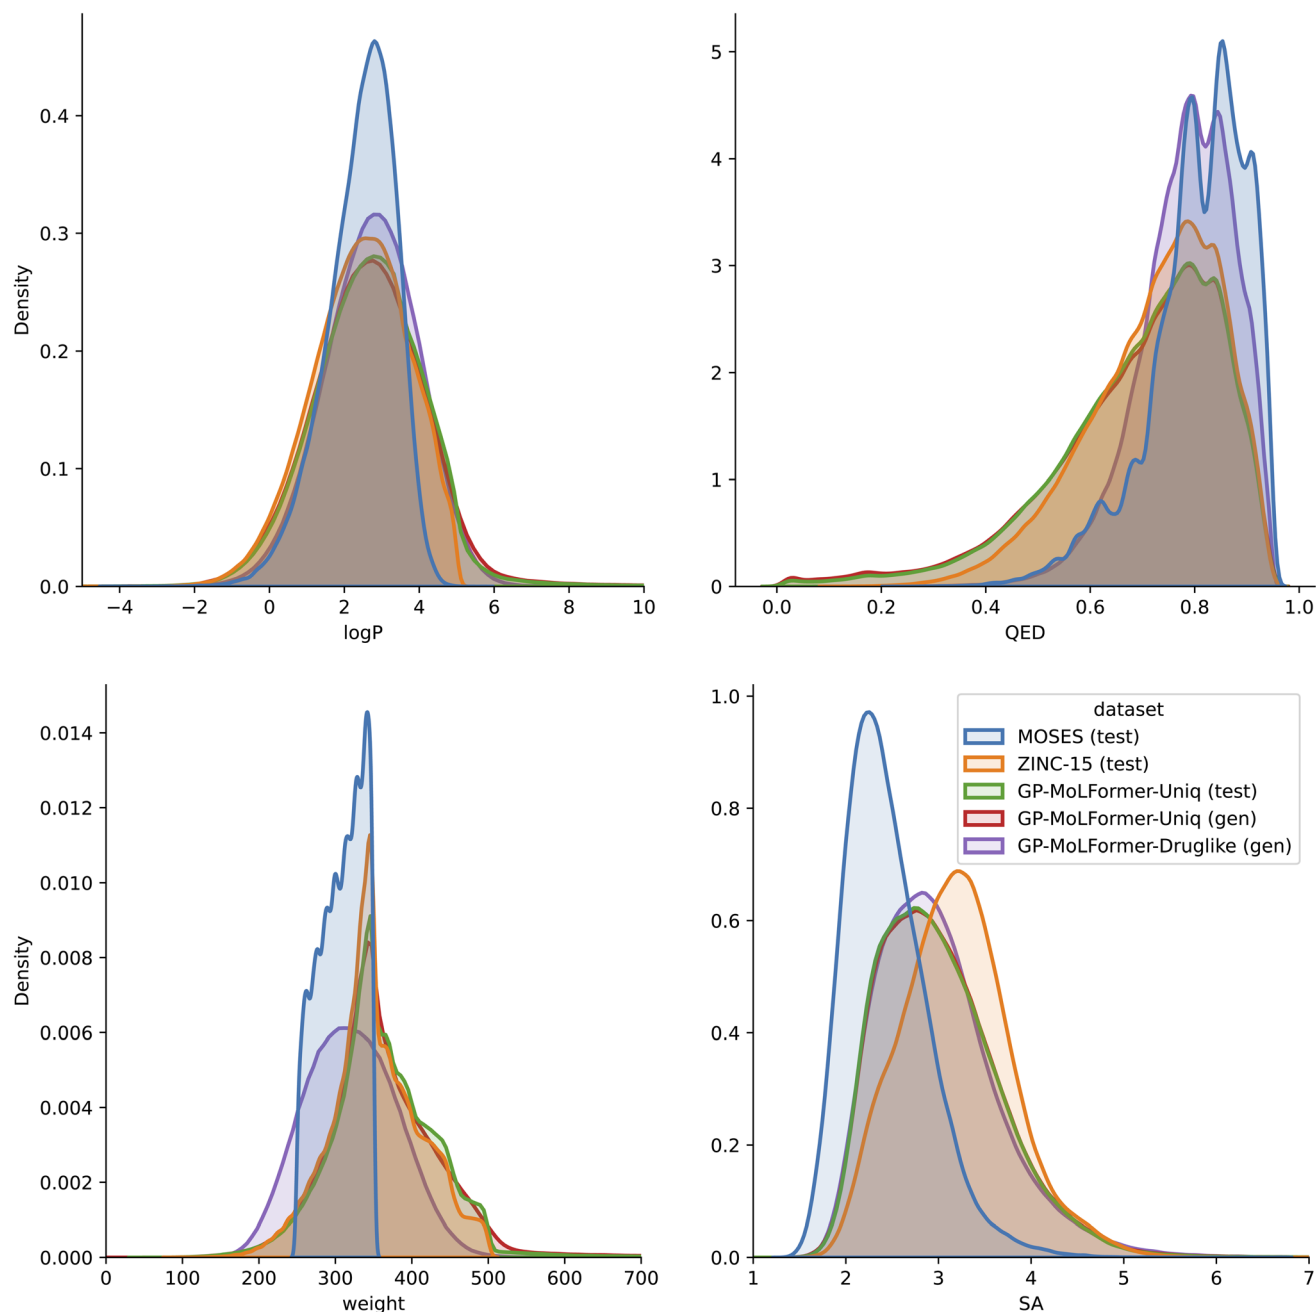 Density
0.4
0.3
0.2
0.1
0.0
−4 −2 0 2 4 6 8 10
logP
5
4
3
2
1
0
0.0 0.2 0.4 0.6 0.8 1.0
QED
Density
0.014
0.012
0.010
0.008
0.006
0.004
0.002
0.000
0 100 200 300 400 500 600 700
weight
1.0
0.8
0.6
0.4
0.2
0.0
1 2 3 4 5 6 7
SA
dataset
MOSES (test)
ZINC-15 (test)
GP-MoLFormer-Uniq (test)
GP-MoLFormer-Uniq (gen)
GP-MoLFormer-Druglike (gen)